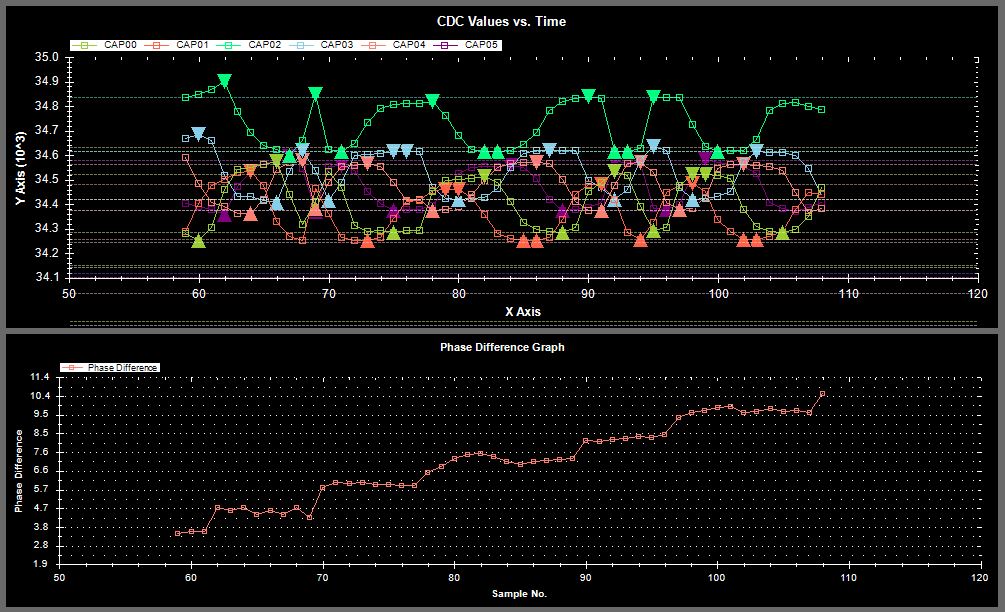 CDC Values vs. Time
CAP00 CAP01 CAP02 CAP03 CAP04 CAP05
35.0
34.9
34.8
34.7
34.6
34.5
34.4
34.3
34.2
34.1
Y Axis (10^3)
50 60 70 80 90 100 110 120
X Axis
Phase Difference Graph
Phase Difference
11.4
10.4
9.5
8.5
7.6
6.6
5.7
4.7
3.8
2.8
1.9
Phase Difference
50 60 70 80 90 100 110 120
Sample No.